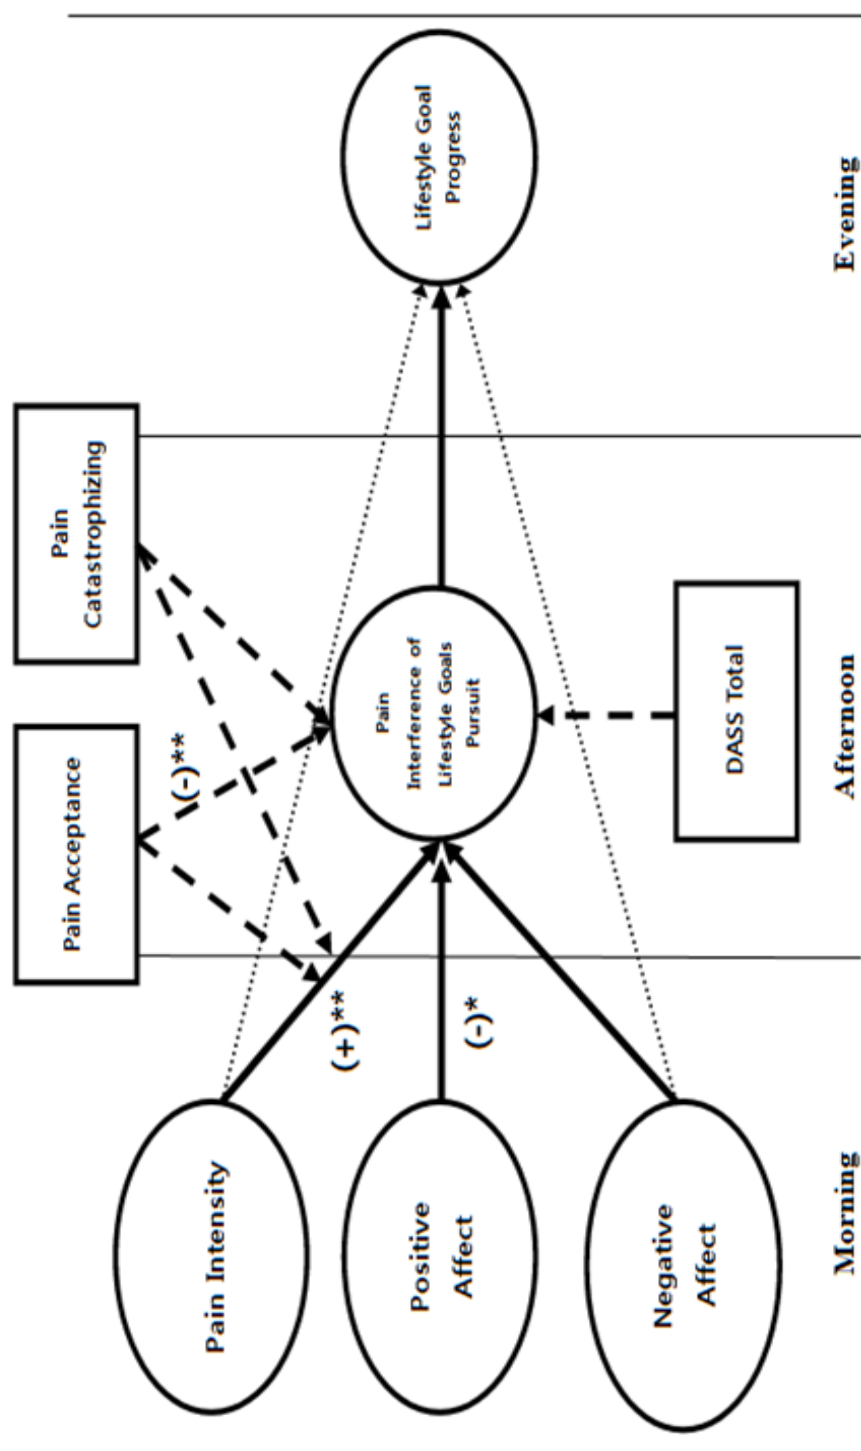 Pain Acceptance
Pain
Catastrophizing
(-)**
Pain Intensity
(+)**
Positive
Affect
(-)*
Negative
Affect
Pain
Interference of
Lifestyle Goals
Pursuit
Lifestyle Goal
Progress
DASS Total
Morning
Afternoon
Evening